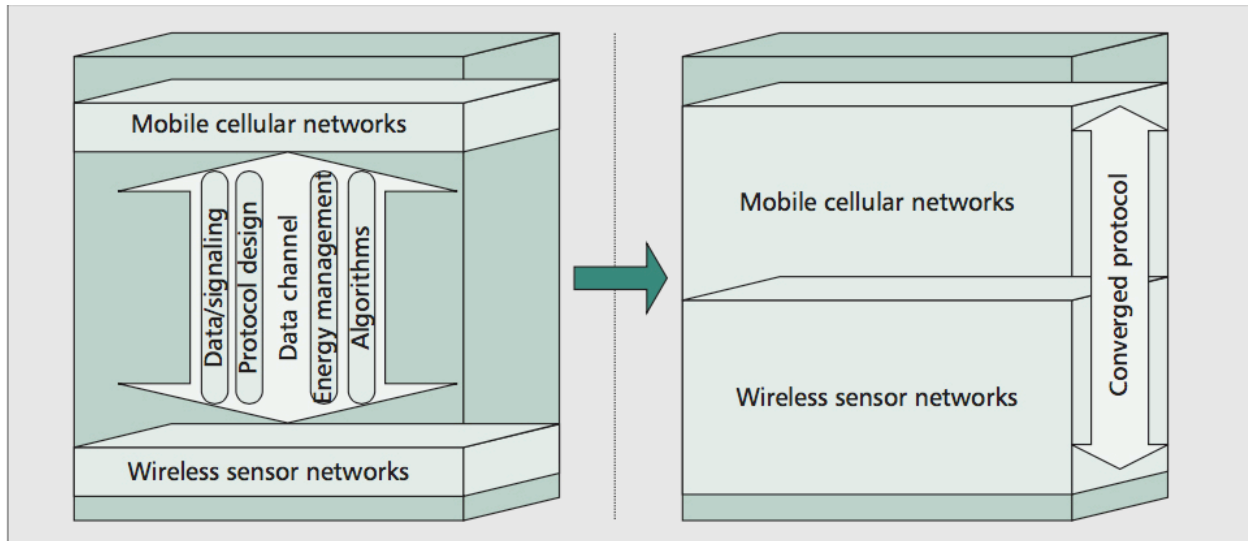 Mobile cellular networks
Data/signaling
Protocol design
Data channel
Energy management
Algorithms
Wireless sensor networks
Mobile cellular networks
Wireless sensor networks
Converged protocol